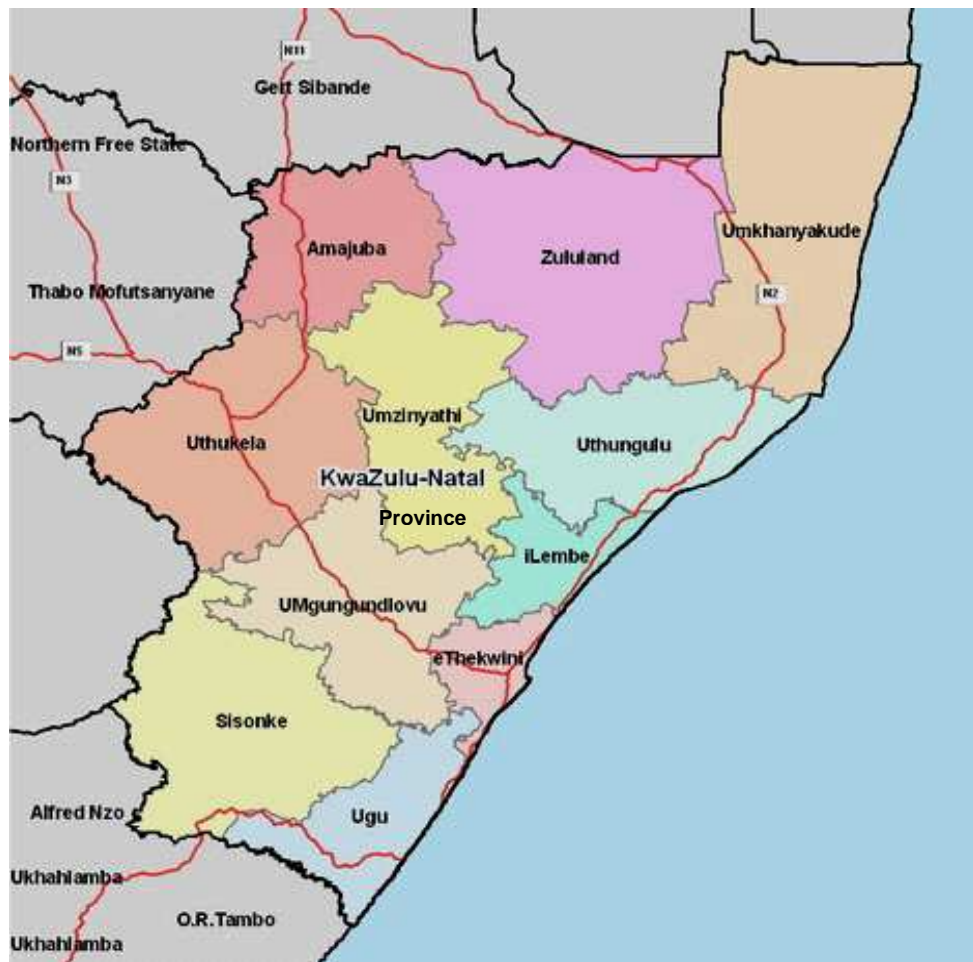 N11
Gert Sibande
Northern Free State
N3
Umkhanyakude
Amajuba
Zululand
Thabo Mofutsanyane
N2
N5
Umzinyathi
Uthukela
Uthungulu
KwaZulu-Natal
Province
iLembe
UMgungundlovu
eThekwini
Sisonke
Alfred Nzo
Ugu
Ukhahlamba
O.R.Tambo
Ukhahlamba